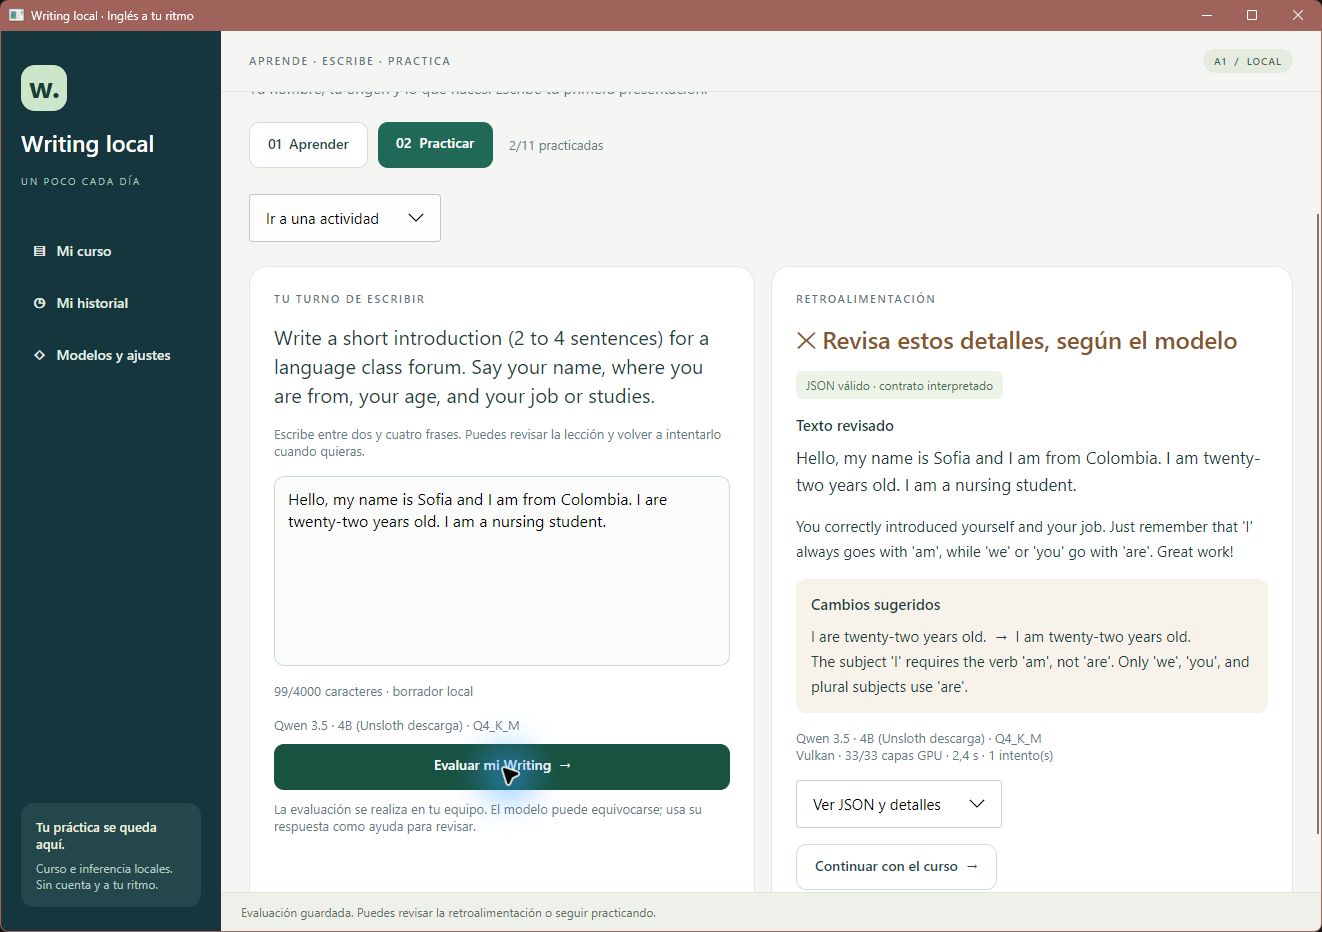 Writing local · Inglés a tu ritmo
w.
Writing local
UN POCO CADA DÍA
Mi curso
Mi historial
Modelos y ajustes
Tu práctica se queda
aquí.
Curso e inferencia locales.
Sin cuenta y a tu ritmo.
APRENDE · ESCRIBE · PRACTICA
A1 / LOCAL
Tu nombre, tu origen y lo que haces. Escribe tu primera presentación.
01 Aprender
02 Practicar
2/11 practicadas
Ir a una actividad
TU TURNO DE ESCRIBIR
Write a short introduction (2 to 4 sentences) for a
language class forum. Say your name, where you
are from, your age, and your job or studies.
Escribe entre dos y cuatro frases. Puedes revisar la lección y volver a intentarlo
cuando quieras.
Hello, my name is Sofia and I am from Colombia. I are
twenty-two years old. I am a nursing student.
99/4000 caracteres · borrador local
Qwen 3.5 · 4B (Unsloth descarga) · Q4_K_M
Evaluar mi Writing →
La evaluación se realiza en tu equipo. El modelo puede equivocarse; usa su
respuesta como ayuda para revisar.
RETROALIMENTACIÓN
Revisa estos detalles, según el modelo
JSON válido · contrato interpretado
Texto revisado
Hello, my name is Sofia and I am from Colombia. I am twenty-
two years old. I am a nursing student.
You correctly introduced yourself and your job. Just remember that 'I'
always goes with 'am', while 'we' or 'you' go with 'are'. Great work!
Cambios sugeridos
I are twenty-two years old. → I am twenty-two years old.
The subject 'I' requires the verb 'am', not 'are'. Only 'we', 'you', and
plural subjects use 'are'.
Qwen 3.5 · 4B (Unsloth descarga) · Q4_K_M
Vulkan · 33/33 capas GPU · 2,4 s · 1 intento(s)
Ver JSON y detalles
Continuar con el curso →
Evaluación guardada. Puedes revisar la retroalimentación o seguir practicando.